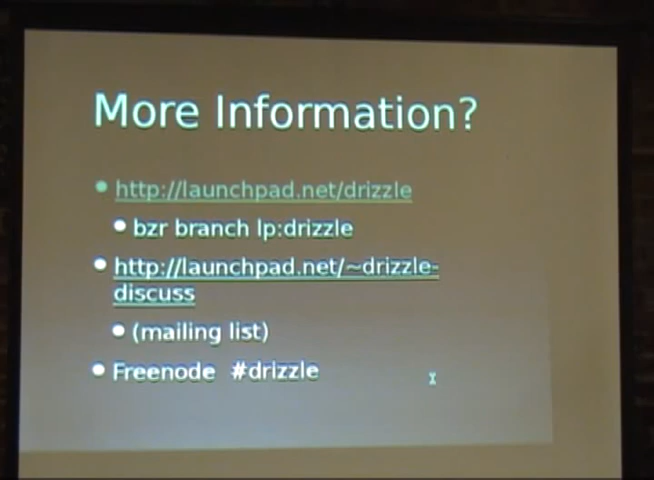 More Information?
http://launchpad.net/drizzle
bzr branch lp:drizzle
http://launchpad.net/~drizzle-
discuss
(mailing list)
Freenode #drizzle